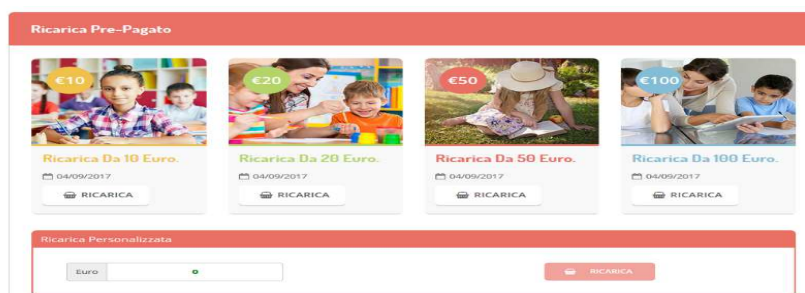 Ricarica Pre-Pagato
€10
€20
€50
€100
Ricarica Da 10 Euro.
Ricarica Da 20 Euro.
Ricarica Da 50 Euro.
Ricarica Da 100 Euro.
04/09/2017
04/09/2017
04/09/2017
04/09/2017
RICARICA
RICARICA
RICARICA
RICARICA
Ricarica Personalizzata
Euro
0
RICARICA